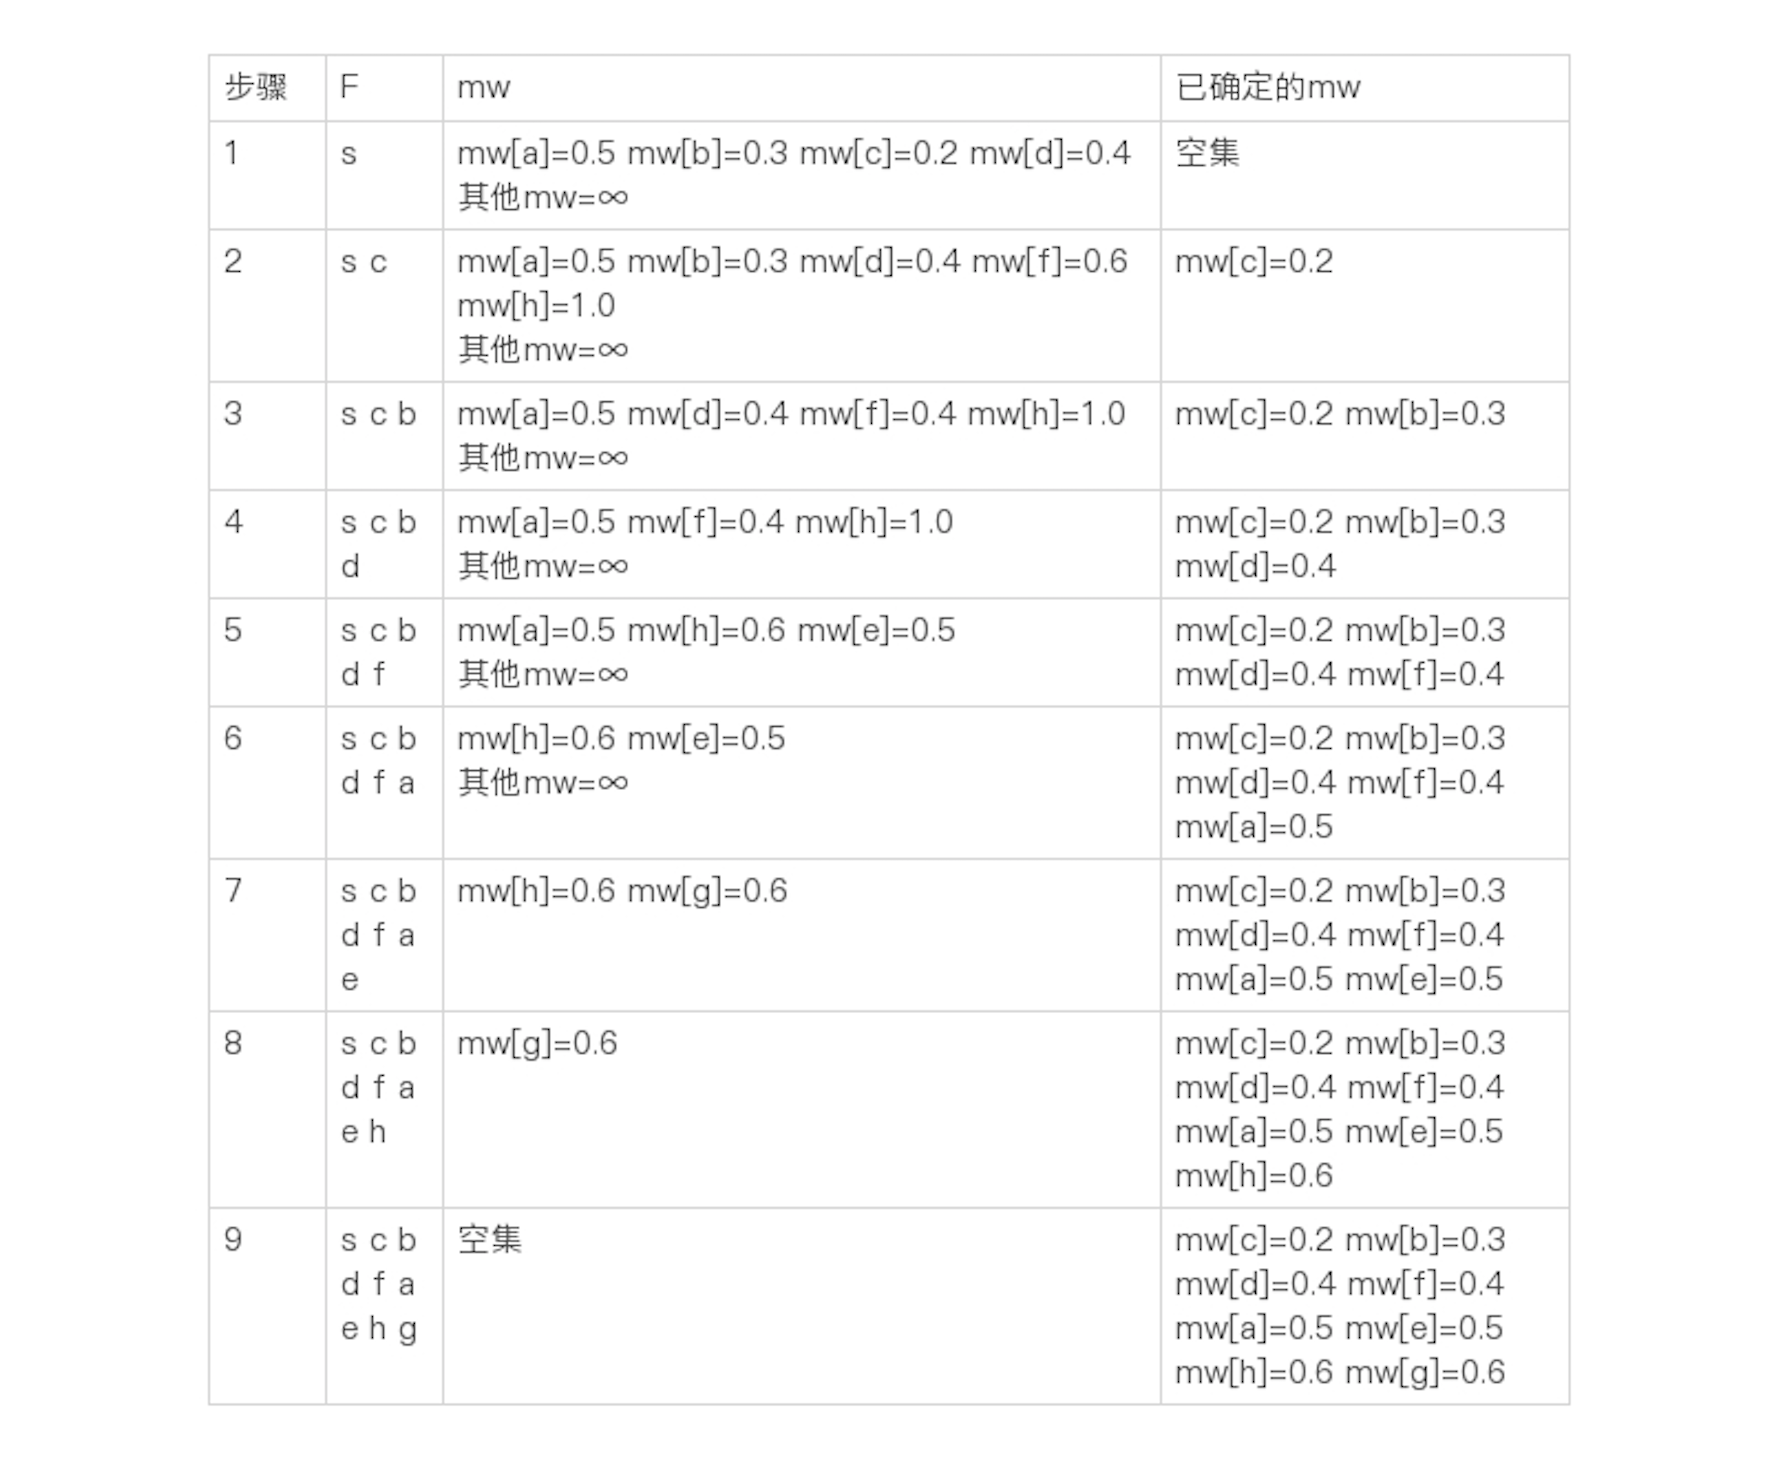 步骤 F mw 已确定的mw
1 s mw[a]=0.5 mw[b]=0.3 mw[c]=0.2 mw[d]=0.4 空集
其他mw=∞
2 s c mw[a]=0.5 mw[b]=0.3 mw[d]=0.4 mw[f]=0.6 mw[c]=0.2
mw[h]=1.0
其他mw=∞
3 s c b mw[a]=0.5 mw[d]=0.4 mw[f]=0.4 mw[h]=1.0 mw[c]=0.2 mw[b]=0.3
其他mw=∞
4 s c b mw[a]=0.5 mw[f]=0.4 mw[h]=1.0 mw[c]=0.2 mw[b]=0.3
d 其他mw=∞ mw[d]=0.4
5 s c b mw[a]=0.5 mw[h]=0.6 mw[e]=0.5 mw[c]=0.2 mw[b]=0.3
d f 其他mw=∞ mw[d]=0.4 mw[f]=0.4
6 s c b mw[h]=0.6 mw[e]=0.5 mw[c]=0.2 mw[b]=0.3
d f a 其他mw=∞ mw[d]=0.4 mw[f]=0.4
mw[a]=0.5
7 s c b mw[h]=0.6 mw[g]=0.6 mw[c]=0.2 mw[b]=0.3
d f a mw[d]=0.4 mw[f]=0.4
e mw[a]=0.5 mw[e]=0.5
8 s c b mw[g]=0.6 mw[c]=0.2 mw[b]=0.3
d f a mw[d]=0.4 mw[f]=0.4
e h mw[a]=0.5 mw[e]=0.5
mw[h]=0.6
9 s c b 空集 mw[c]=0.2 mw[b]=0.3
d f a mw[d]=0.4 mw[f]=0.4
e h g mw[a]=0.5 mw[e]=0.5
mw[h]=0.6 mw[g]=0.6